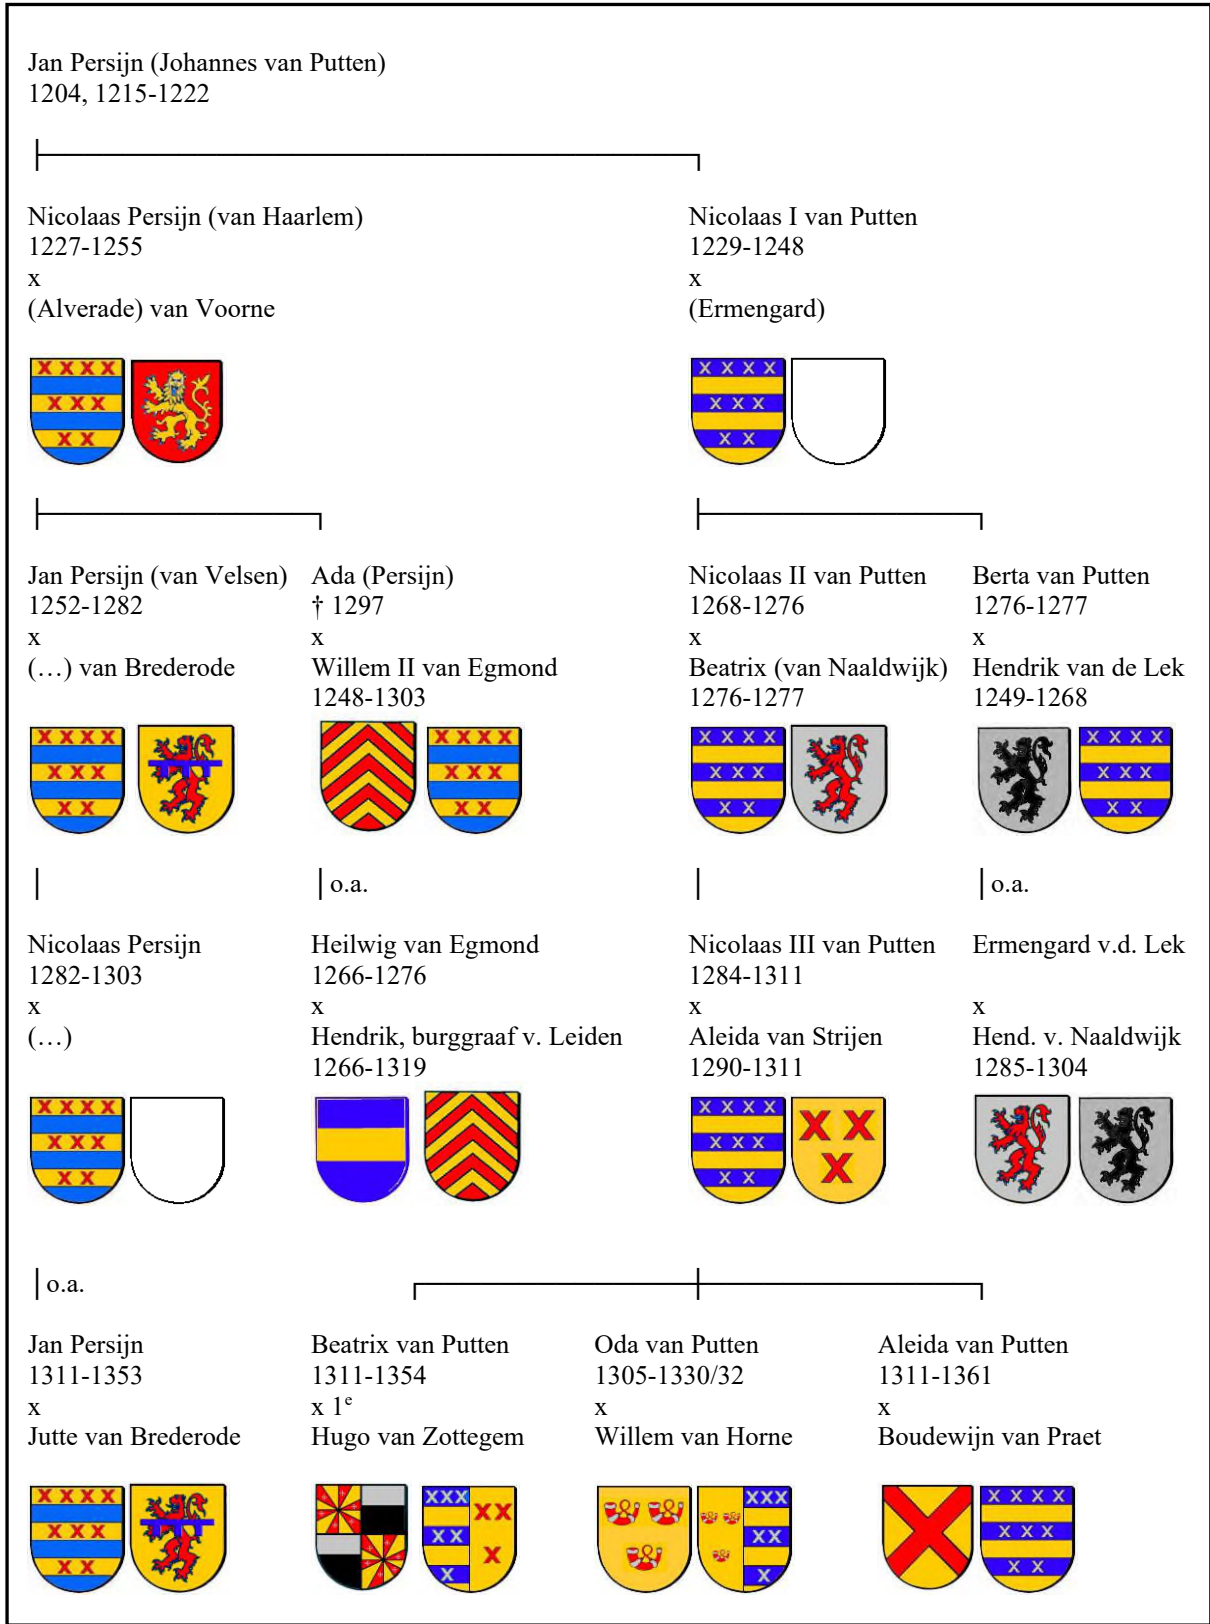 Jan Persijn (Johannes van Putten)
1204, 1215-1222
Nicolaas Persijn (van Haarlem)
1227-1255
x
(Alverade) van Voorne
Nicolaas I van Putten
1229-1248
x
(Ermengard)
Jan Persijn (van Velsen)
1252-1282
x
(…) van Brederode
Ada (Persijn)
† 1297
x
Willem II van Egmond
1248-1303
Nicolaas II van Putten
1268-1276
x
Beatrix (van Naaldwijk)
1276-1277
Berta van Putten
1276-1277
x
Hendrik van de Lek
1249-1268
Nicolaas Persijn
1282-1303
x
(…)
o.a.
Heilwig van Egmond
1266-1276
x
Hendrik, burggraaf v. Leiden
1266-1319
Nicolaas III van Putten
1284-1311
x
Aleida van Strijen
1290-1311
o.a.
Ermengard v.d. Lek
x
Hend. v. Naaldwijk
1285-1304
o.a.
Jan Persijn
1311-1353
x
Jutte van Brederode
Beatrix van Putten
1311-1354
x 1e
Hugo van Zottegem
Oda van Putten
1305-1330/32
x
Willem van Horne
Aleida van Putten
1311-1361
x
Boudewijn van Praet